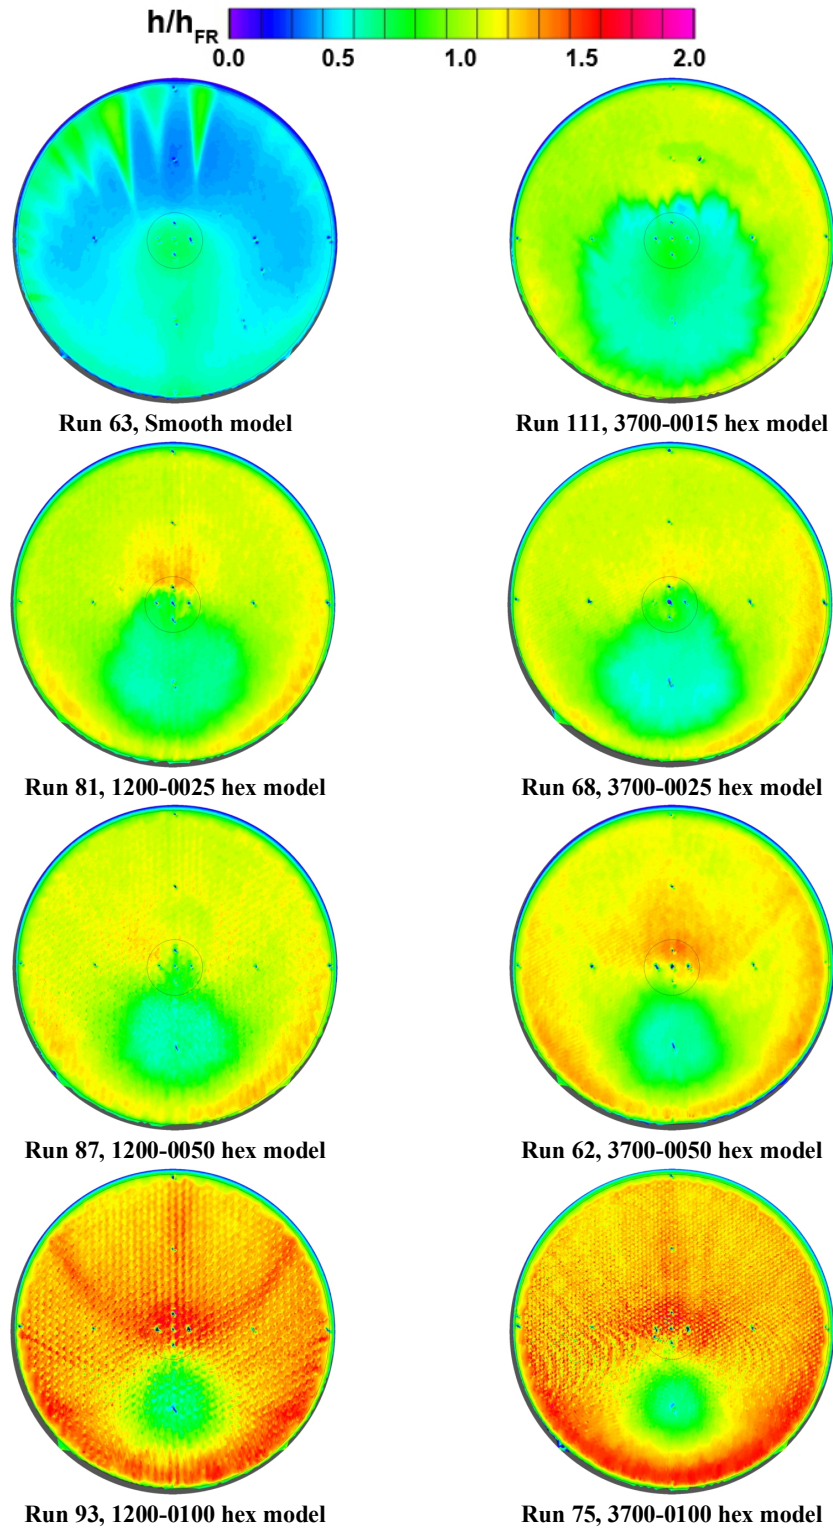 h/hFR
0.0 0.5 1.0 1.5 2.0
Run 63, Smooth model
Run 111, 3700-0015 hex model
Run 81, 1200-0025 hex model
Run 68, 3700-0025 hex model
Run 87, 1200-0050 hex model
Run 62, 3700-0050 hex model
Run 93, 1200-0100 hex model
Run 75, 3700-0100 hex model